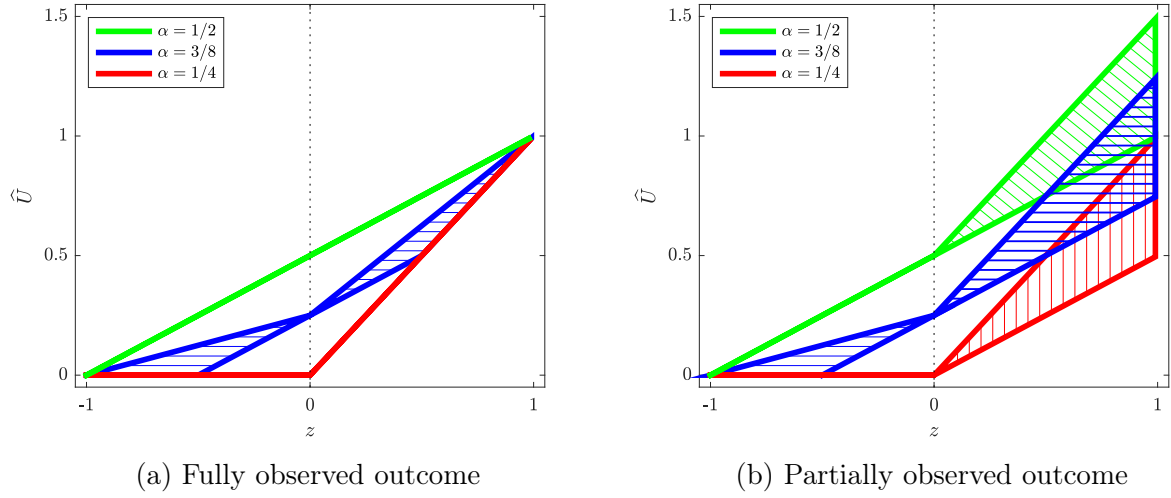 1.5
1
0.5
0
-1
0
1
Û
z
α = 1/2
α = 3/8
α = 1/4
(a) Fully observed outcome
1.5
1
0.5
0
-1
0
1
Û
z
α = 1/2
α = 3/8
α = 1/4
(b) Partially observed outcome